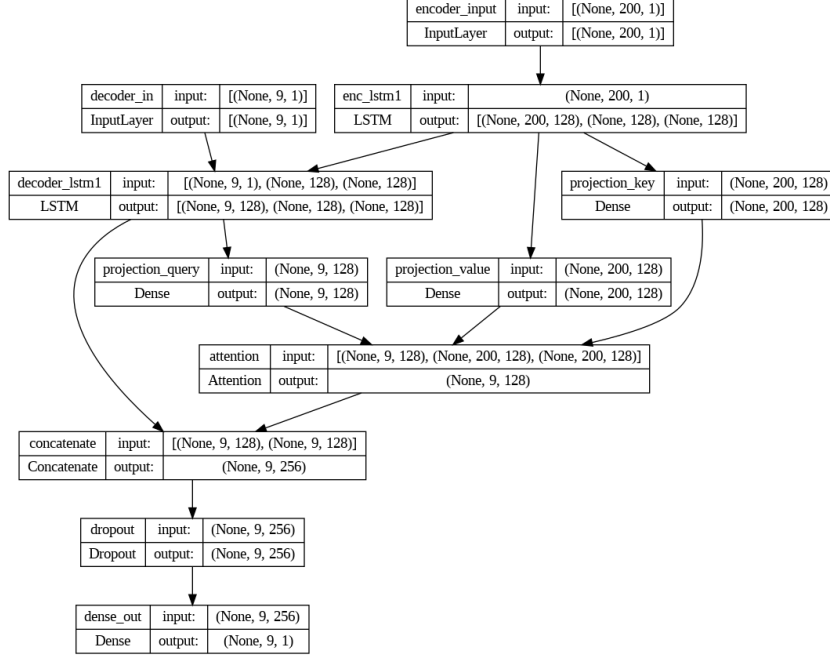 encoder_input input: [(None, 200, 1)]
InputLayer output: [(None, 200, 1)]
decoder_in input: [(None, 9, 1)]
InputLayer output: [(None, 9, 1)]
enc_lstm1 input: (None, 200, 1)
LSTM output: [(None, 200, 128), (None, 128), (None, 128)]
decoder_lstm1 input: [(None, 9, 1), (None, 128), (None, 128)]
LSTM output: [(None, 9, 128), (None, 128), (None, 128)]
projection_key input: (None, 200, 128)
Dense output: (None, 200, 128)
projection_query input: (None, 9, 128)
Dense output: (None, 9, 128)
projection_value input: (None, 200, 128)
Dense output: (None, 200, 128)
attention input: [(None, 9, 128), (None, 200, 128), (None, 200, 128)]
Attention output: (None, 9, 128)
concatenate input: [(None, 9, 128), (None, 9, 128)]
Concatenate output: (None, 9, 256)
dropout input: (None, 9, 256)
Dropout output: (None, 9, 256)
dense_out input: (None, 9, 256)
Dense output: (None, 9, 1)